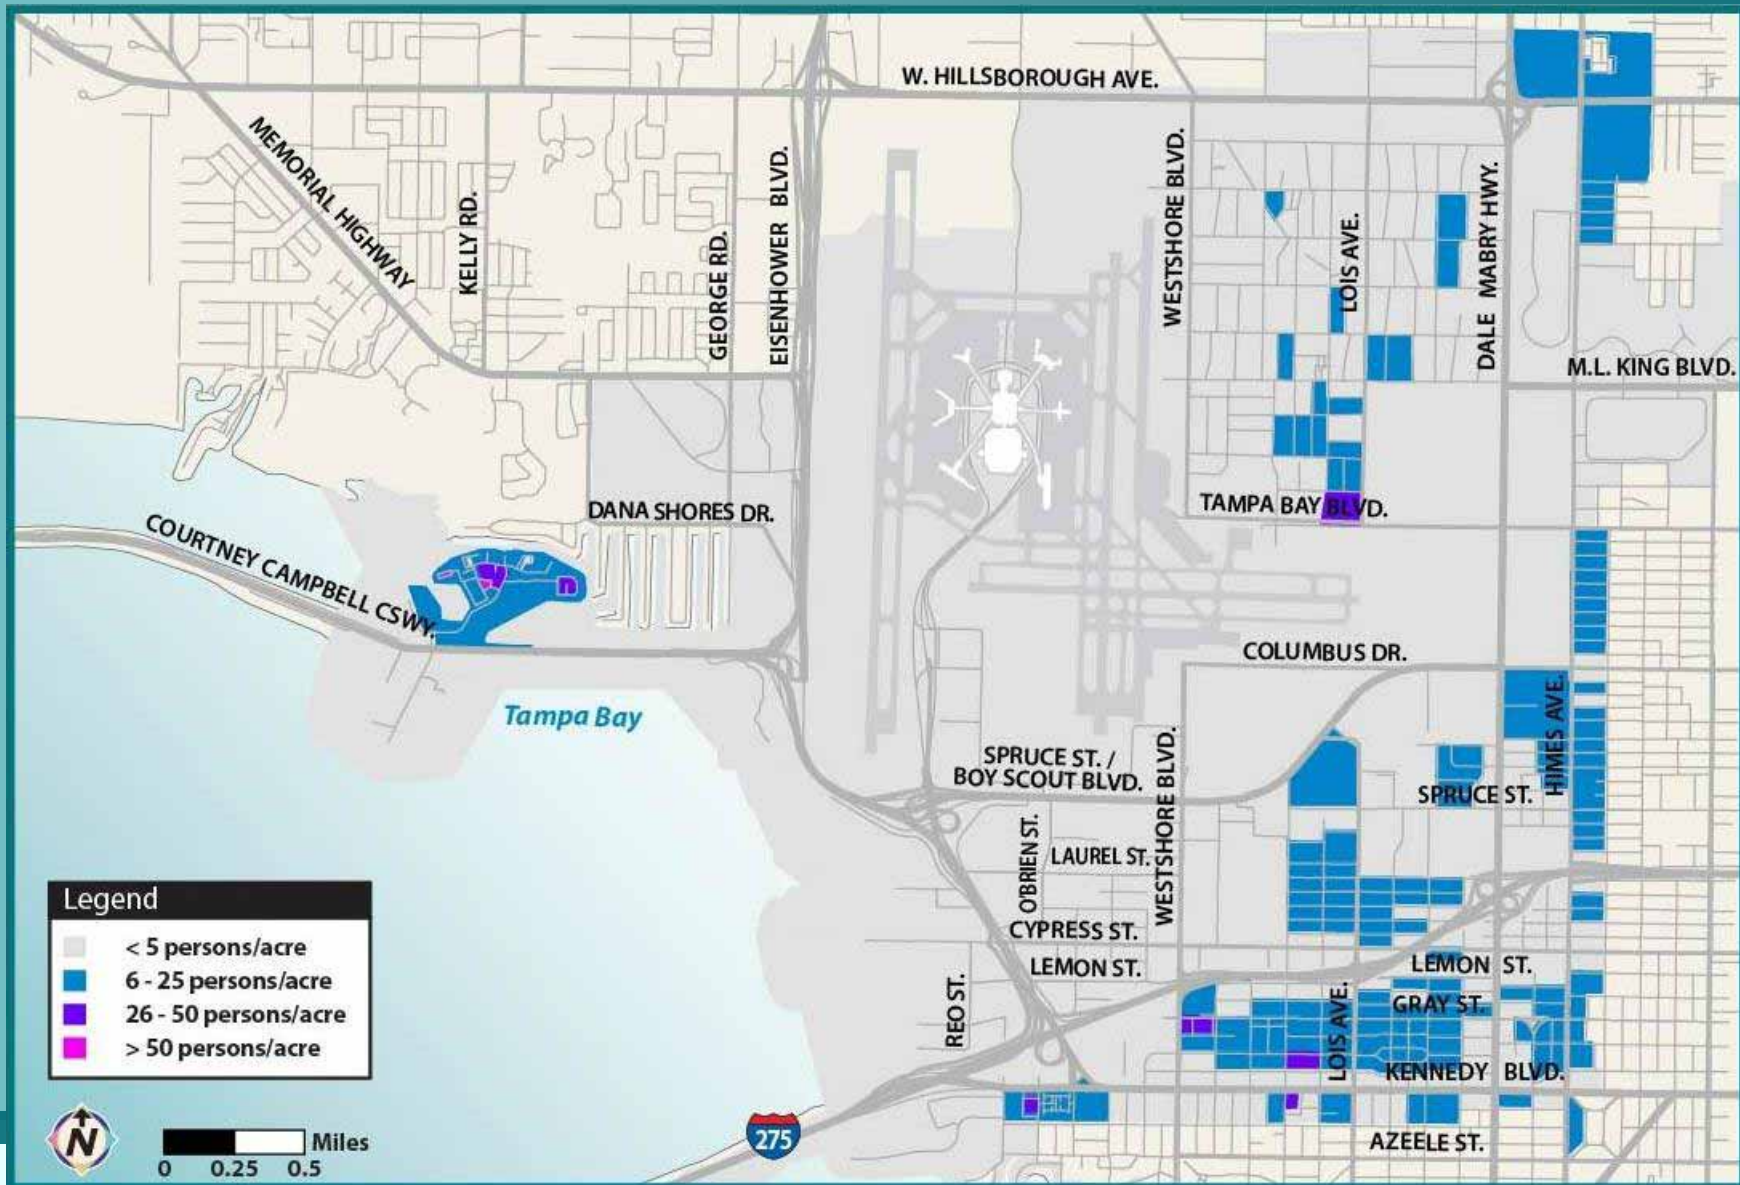 W. HILLSBOROUGH AVE.
MEMORIAL HIGHWAY
KELLY RD.
GEORGE RD.
EISENHOWER BLVD.
WESTSHORE BLVD.
LOIS AVE.
DALE MABRY HWY.
M.L. KING BLVD.
DANA SHORES DR.
TAMPA BAY BLVD.
COURTNEY CAMPBELL CSWY.
COLUMBUS DR.
Tampa Bay
HIMES AVE.
SPRUCE ST. /
BOY SCOUT BLVD.
WESTSHORE BLVD.
SPRUCE ST.
O'BRIEN ST.
LAUREL ST.
CYPRESS ST.
LEMON ST.
LEMON ST.
REO ST.
LOIS AVE.
GRAY ST.
KENNEDY BLVD.
AZEELE ST.
275
Legend
< 5 persons/acre
6 - 25 persons/acre
26 - 50 persons/acre
> 50 persons/acre
N
Miles
0 0.25 0.5